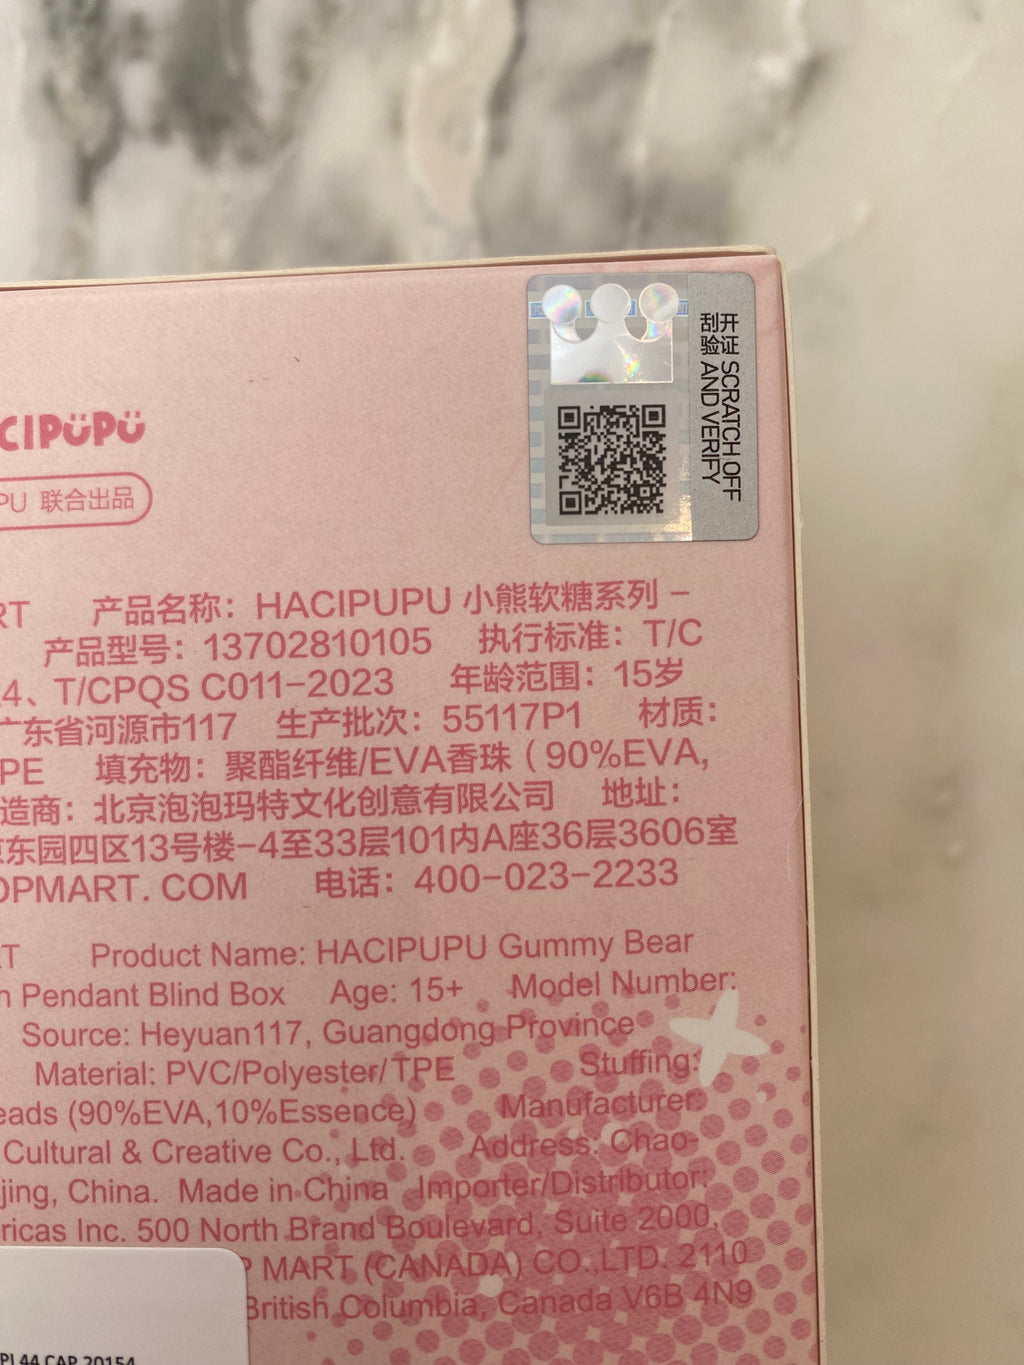 CIPÜPÜ
PU 联合出品
开证 SCRATCH OFF
刮验 AND VERIFY
RT 产品名称：HACIPUPU 小熊软糖系列 –
产品型号：13702810105 执行标准：T/C
24、T/CPQS C011-2023 年龄范围：15岁
广东省河源市117 生产批次：55117P1 材质：
PE 填充物：聚酯纤维/EVA香珠（90%EVA,
造商：北京泡泡玛特文化创意有限公司 地址：
东园四区13号楼-4至33层101内A座36层3606室
OPMART. COM 电话：400-023-2233
RT Product Name: HACIPUPU Gummy Bear
h Pendant Blind Box Age: 15+ Model Number:
Source: Heyuan117, Guangdong Province
Material: PVC/Polyester/TPE Stuffing:
eads (90%EVA,10%Essence) Manufacturer:
Cultural & Creative Co., Ltd. Address: Chao-
jing, China. Made in China Importer/Distributor:
ricas Inc. 500 North Brand Boulevard, Suite 2000,
P MART (CANADA) CO.,LTD. 2110
British Columbia, Canada V6B 4N9
PL44 CAP 20154